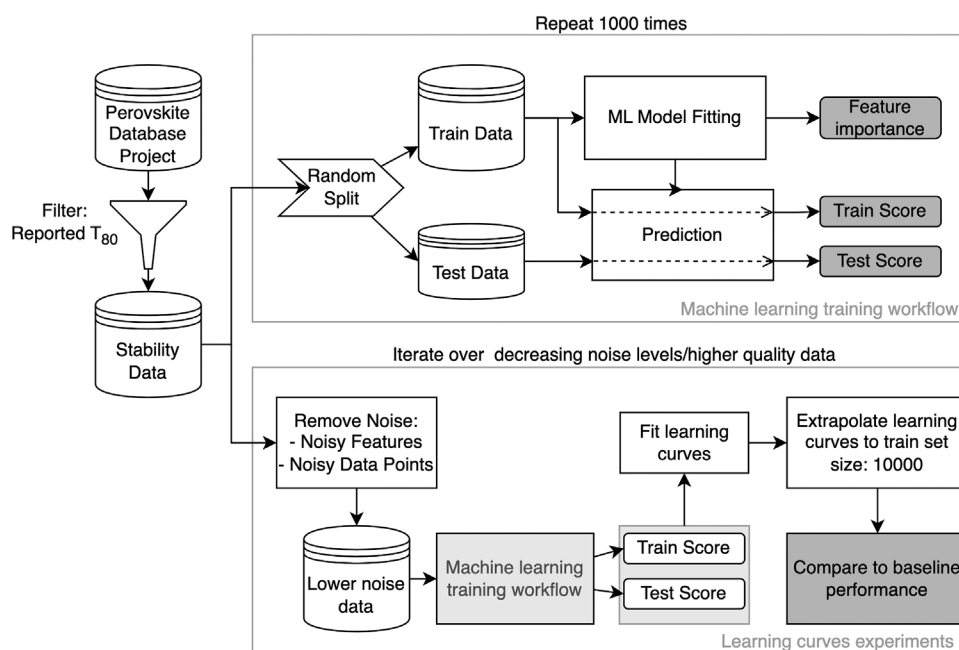 Repeat 1000 times
Perovskite
Database
Project
Filter:
Reported T80
Stability
Data
Random
Split
Train Data
Test Data
ML Model Fitting
Prediction
Feature
importance
Train Score
Test Score
Machine learning training workflow
Iterate over decreasing noise levels/higher quality data
Remove Noise:
- Noisy Features
- Noisy Data Points
Lower noise
data
Machine learning
training workflow
Train Score
Test Score
Fit learning
curves
Extrapolate learning
curves to train set
size: 10000
Compare to baseline
performance
Learning curves experiments